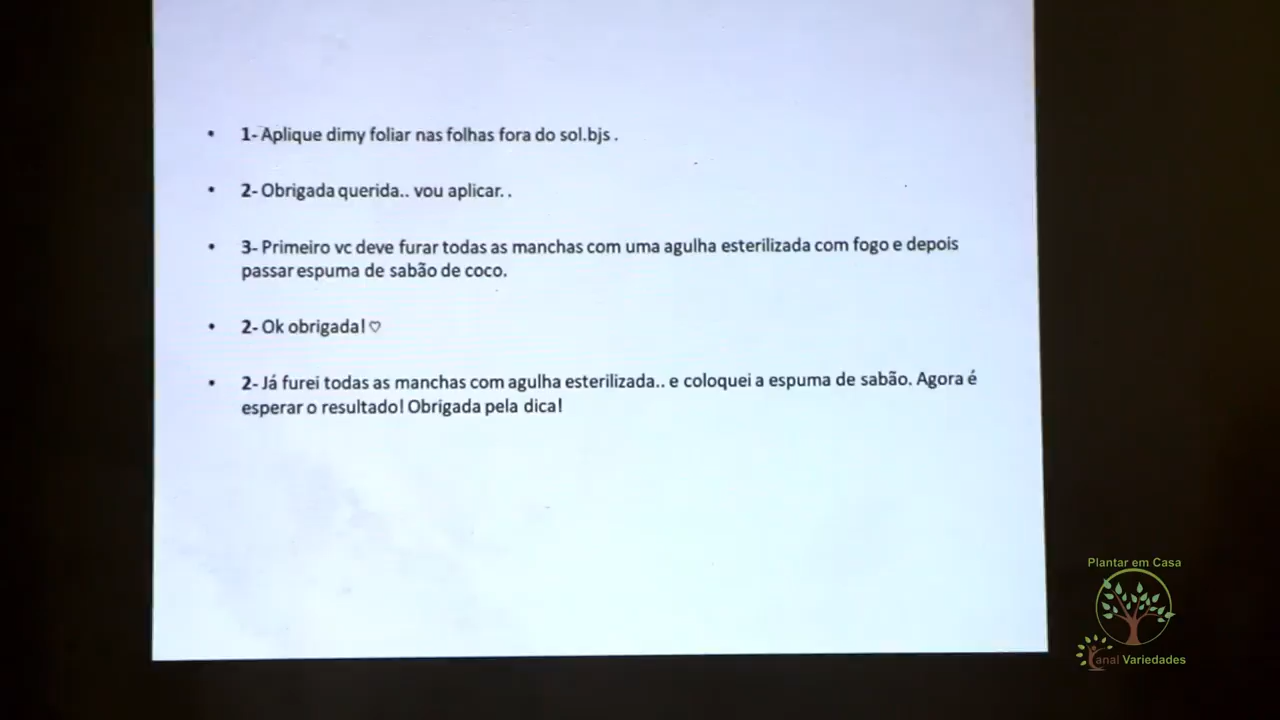 • 1- Aplique dimy foliar nas folhas fora do sol.bjs .
• 2- Obrigada querida.. vou aplicar. .
• 3- Primeiro vc deve furar todas as manchas com uma agulha esterilizada com fogo e depois
passar espuma de sabão de coco.
• 2- Ok obrigada! ♡
• 2- Já furei todas as manchas com agulha esterilizada.. e coloquei a espuma de sabão. Agora é
esperar o resultado! Obrigada pela dica!
Plantar em Casa
Canal Variedades